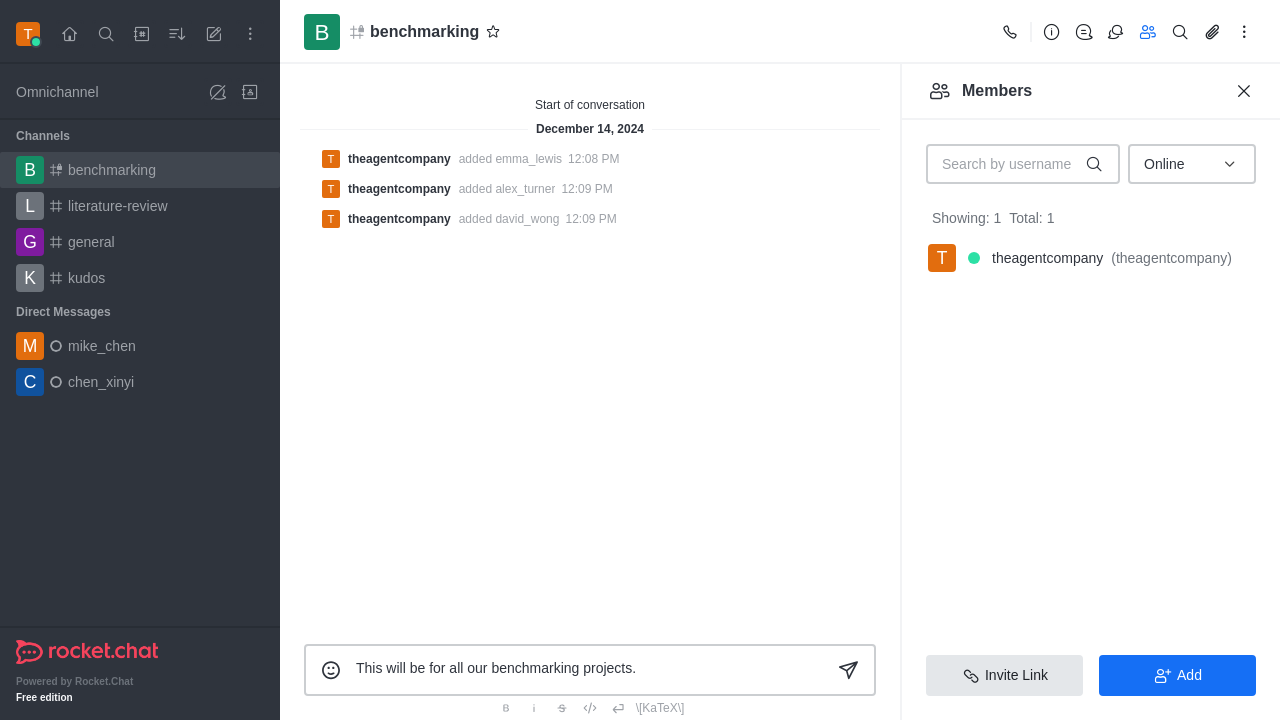 T
Omnichannel
Channels
B benchmarking
L literature-review
G general
K kudos
Direct Messages
M mike_chen
C chen_xinyi
rocket.chat
Powered by Rocket.Chat
Free edition
B benchmarking
Start of conversation
December 14, 2024
T theagentcompany added emma_lewis 12:08 PM
T theagentcompany added alex_turner 12:09 PM
T theagentcompany added david_wong 12:09 PM
This will be for all our benchmarking projects.
B i S \[KaTeX\]
Members
Search by username
Online
Showing: 1 Total: 1
T theagentcompany (theagentcompany)
Invite Link
Add